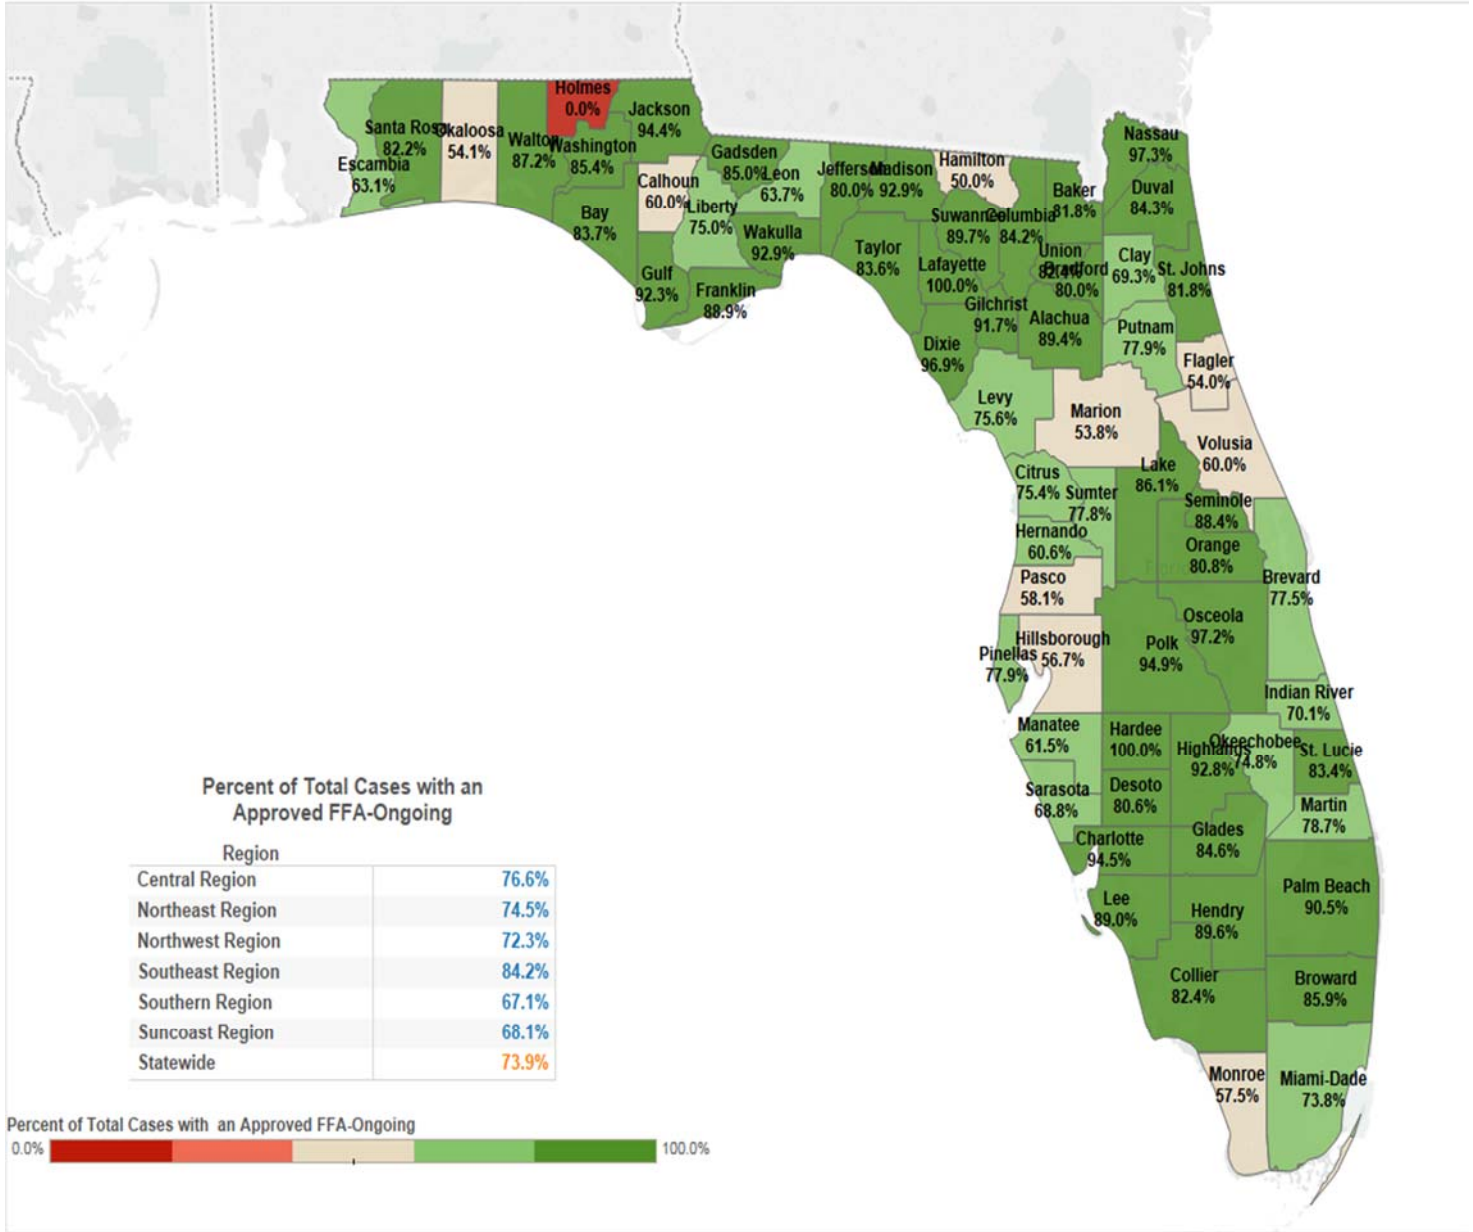 Holmes
0.0%
Jackson
94.4%
Santa Rosa
82.2%
Okaloosa
54.1%
Walton
87.2%
Washington
85.4%
Escambia
63.1%
Calhoun
60.0%
Gadsden
85.0%
Leon
63.7%
Liberty
75.0%
Bay
83.7%
Wakulla
92.9%
Gulf
92.3%
Franklin
88.9%
Jefferson
80.0%
Madison
92.9%
Hamilton
50.0%
Nassau
97.3%
Baker
81.8%
Duval
84.3%
Suwannee
89.7%
Columbia
84.2%
Taylor
83.6%
Lafayette
100.0%
Union
82.4%
Bradford
80.0%
Clay
69.3%
St. Johns
81.8%
Gilchrist
91.7%
Alachua
89.4%
Putnam
77.9%
Dixie
96.9%
Flagler
54.0%
Levy
75.6%
Marion
53.8%
Volusia
60.0%
Citrus
75.4%
Sumter
77.8%
Lake
86.1%
Seminole
88.4%
Hernando
60.6%
Orange
80.8%
Pasco
58.1%
Brevard
77.5%
Osceola
97.2%
Hillsborough
56.7%
Pinellas
77.9%
Polk
94.9%
Indian River
70.1%
Manatee
61.5%
Hardee
100.0%
Highlands
92.8%
Okeechobee
74.8%
St. Lucie
83.4%
Sarasota
68.8%
Desoto
80.6%
Martin
78.7%
Charlotte
94.5%
Glades
84.6%
Lee
89.0%
Hendry
89.6%
Palm Beach
90.5%
Collier
82.4%
Broward
85.9%
Monroe
57.5%
Miami-Dade
73.8%
Percent of Total Cases with an
Approved FFA-Ongoing
Region
Central Region 76.6%
Northeast Region 74.5%
Northwest Region 72.3%
Southeast Region 84.2%
Southern Region 67.1%
Suncoast Region 68.1%
Statewide 73.9%
Percent of Total Cases with an Approved FFA-Ongoing
0.0% 100.0%